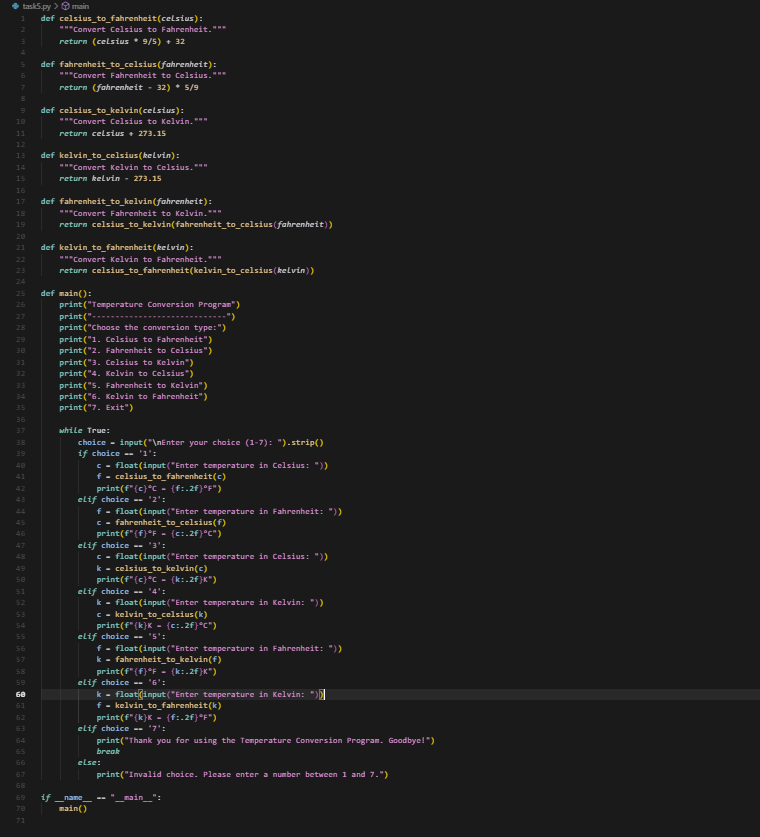 task5.py > main
1 def celsius_to_fahrenheit(celsius):
2     """Convert Celsius to Fahrenheit."""
3     return (celsius * 9/5) + 32
4
5 def fahrenheit_to_celsius(fahrenheit):
6     """Convert Fahrenheit to Celsius."""
7     return (fahrenheit - 32) * 5/9
8
9 def celsius_to_kelvin(celsius):
10     """Convert Celsius to Kelvin."""
11     return celsius + 273.15
12
13 def kelvin_to_celsius(kelvin):
14     """Convert Kelvin to Celsius."""
15     return kelvin - 273.15
16
17 def fahrenheit_to_kelvin(fahrenheit):
18     """Convert Fahrenheit to Kelvin."""
19     return celsius_to_kelvin(fahrenheit_to_celsius(fahrenheit))
20
21 def kelvin_to_fahrenheit(kelvin):
22     """Convert Kelvin to Fahrenheit."""
23     return celsius_to_fahrenheit(kelvin_to_celsius(kelvin))
24
25 def main():
26     print("Temperature Conversion Program")
27     print("-----------------------------")
28     print("Choose the conversion type:")
29     print("1. Celsius to Fahrenheit")
30     print("2. Fahrenheit to Celsius")
31     print("3. Celsius to Kelvin")
32     print("4. Kelvin to Celsius")
33     print("5. Fahrenheit to Kelvin")
34     print("6. Kelvin to Fahrenheit")
35     print("7. Exit")
36
37     while True:
38         choice = input("\nEnter your choice (1-7): ").strip()
39         if choice == '1':
40             c = float(input("Enter temperature in Celsius: "))
41             f = celsius_to_fahrenheit(c)
42             print(f"{c}°C = {f:.2f}°F")
43         elif choice == '2':
44             f = float(input("Enter temperature in Fahrenheit: "))
45             c = fahrenheit_to_celsius(f)
46             print(f"{f}°F = {c:.2f}°C")
47         elif choice == '3':
48             c = float(input("Enter temperature in Celsius: "))
49             k = celsius_to_kelvin(c)
50             print(f"{c}°C = {k:.2f}K")
51         elif choice == '4':
52             k = float(input("Enter temperature in Kelvin: "))
53             c = kelvin_to_celsius(k)
54             print(f"{k}K = {c:.2f}°C")
55         elif choice == '5':
56             f = float(input("Enter temperature in Fahrenheit: "))
57             k = fahrenheit_to_kelvin(f)
58             print(f"{f}°F = {k:.2f}K")
59         elif choice == '6':
60             k = float(input("Enter temperature in Kelvin: "))
61             f = kelvin_to_fahrenheit(k)
62             print(f"{k}K = {f:.2f}°F")
63         elif choice == '7':
64             print("Thank you for using the Temperature Conversion Program. Goodbye!")
65             break
66         else:
67             print("Invalid choice. Please enter a number between 1 and 7.")
68
69 if __name__ == "__main__":
70     main()
71